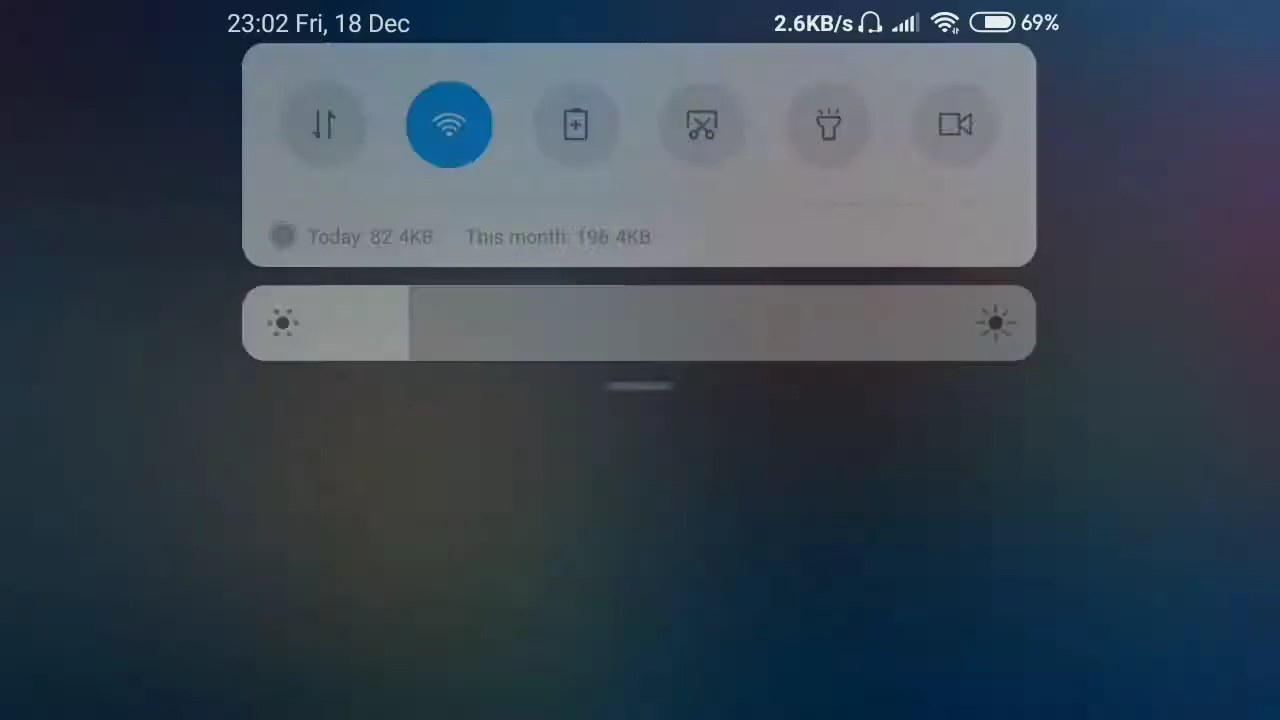 23:02 Fri, 18 Dec 2.6KB/s 69%
Today: 82.4KB This month: 196.4KB